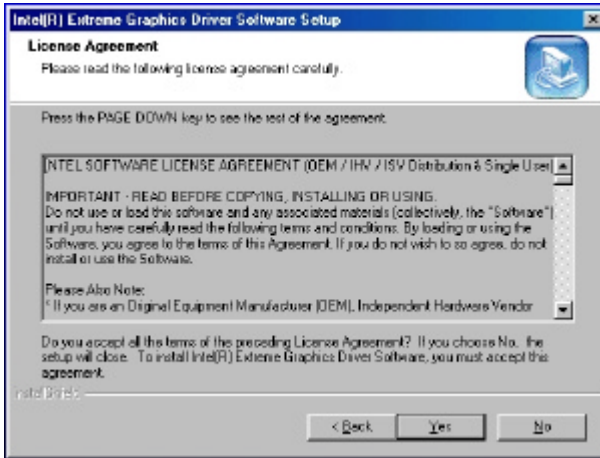 Intel(R) Extreme Graphics Driver Software Setup
License Agreement
Please read the following license agreement carefully.
Press the PAGE DOWN key to see the rest of the agreement.
INTEL SOFTWARE LICENSE AGREEMENT (OEM / IHV / ISV Distribution & Single User)
IMPORTANT - READ BEFORE COPYING, INSTALLING OR USING.
Do not use or load this software and any associated materials (collectively, the "Software")
until you have carefully read the following terms and conditions. By loading or using the
Software, you agree to the terms of this Agreement. If you do not wish to so agree, do not
install or use the Software.
Please Also Note:
* If you are an Original Equipment Manufacturer (OEM), Independent Hardware Vendor
Do you accept all the terms of the preceding License Agreement? If you choose No, the
setup will close. To install Intel(R) Extreme Graphics Driver Software, you must accept this
agreement.
InstallShield
< Back
Yes
No